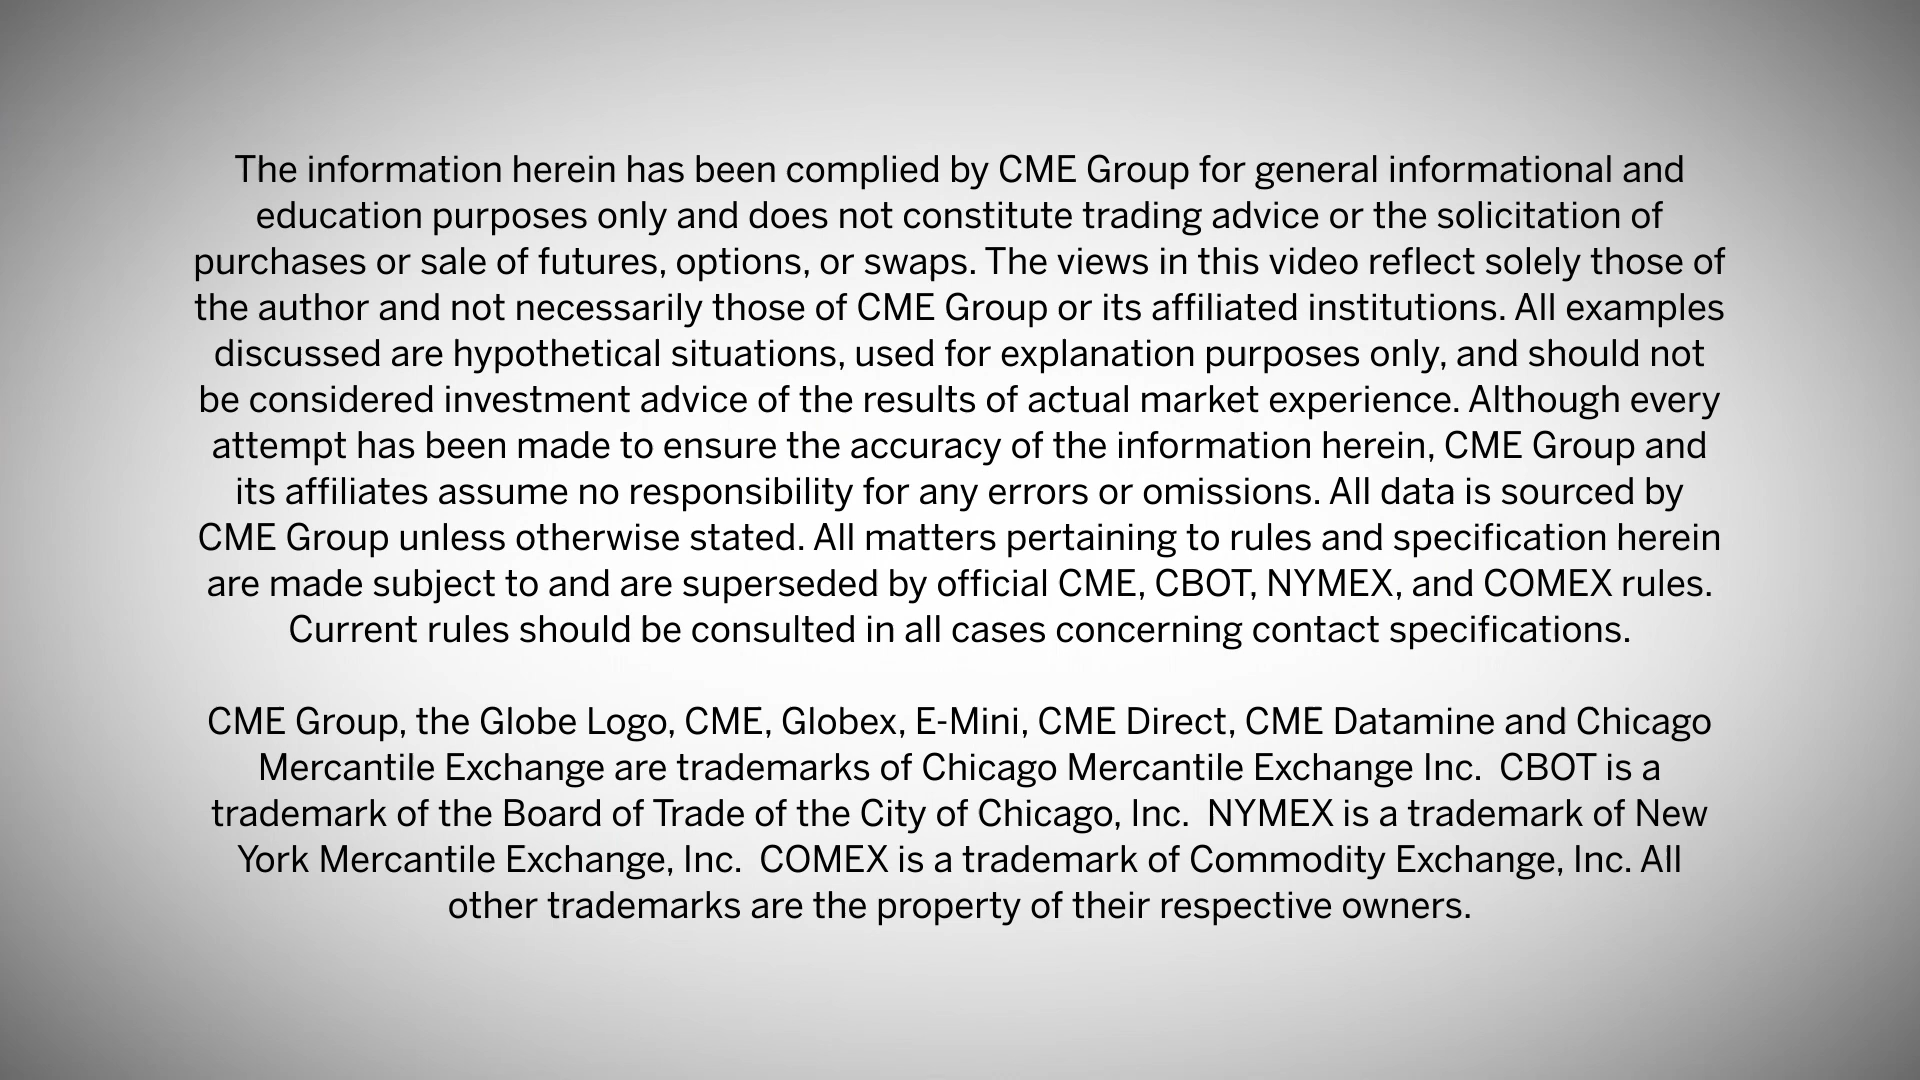 The information herein has been complied by CME Group for general informational and
education purposes only and does not constitute trading advice or the solicitation of
purchases or sale of futures, options, or swaps. The views in this video reflect solely those of
the author and not necessarily those of CME Group or its affiliated institutions. All examples
discussed are hypothetical situations, used for explanation purposes only, and should not
be considered investment advice of the results of actual market experience. Although every
attempt has been made to ensure the accuracy of the information herein, CME Group and
its affiliates assume no responsibility for any errors or omissions. All data is sourced by
CME Group unless otherwise stated. All matters pertaining to rules and specification herein
are made subject to and are superseded by official CME, CBOT, NYMEX, and COMEX rules.
Current rules should be consulted in all cases concerning contact specifications.
CME Group, the Globe Logo, CME, Globex, E-Mini, CME Direct, CME Datamine and Chicago
Mercantile Exchange are trademarks of Chicago Mercantile Exchange Inc.  CBOT is a
trademark of the Board of Trade of the City of Chicago, Inc.  NYMEX is a trademark of New
York Mercantile Exchange, Inc.  COMEX is a trademark of Commodity Exchange, Inc. All
other trademarks are the property of their respective owners.